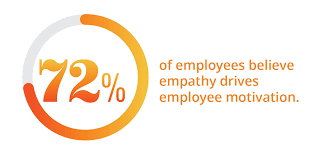 72%
of employees believe
empathy drives
employee motivation.